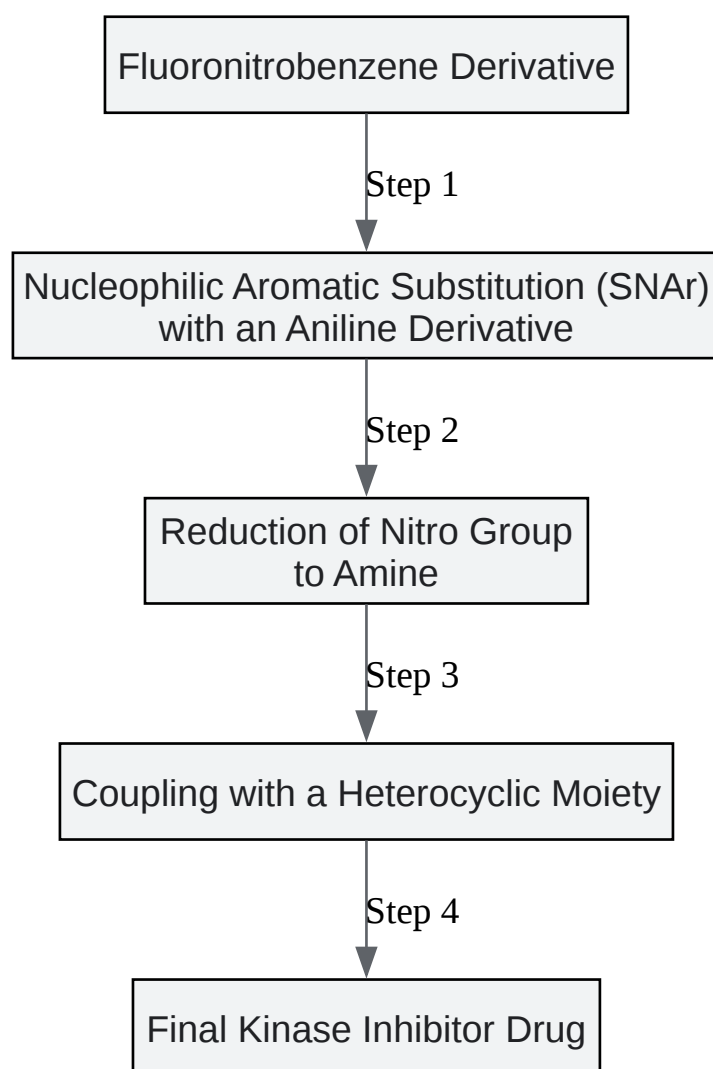 Fluoronitrobenzene Derivative
Step 1
Nucleophilic Aromatic Substitution (SNAr)
with an Aniline Derivative
Step 2
Reduction of Nitro Group
to Amine
Step 3
Coupling with a Heterocyclic Moiety
Step 4
Final Kinase Inhibitor Drug